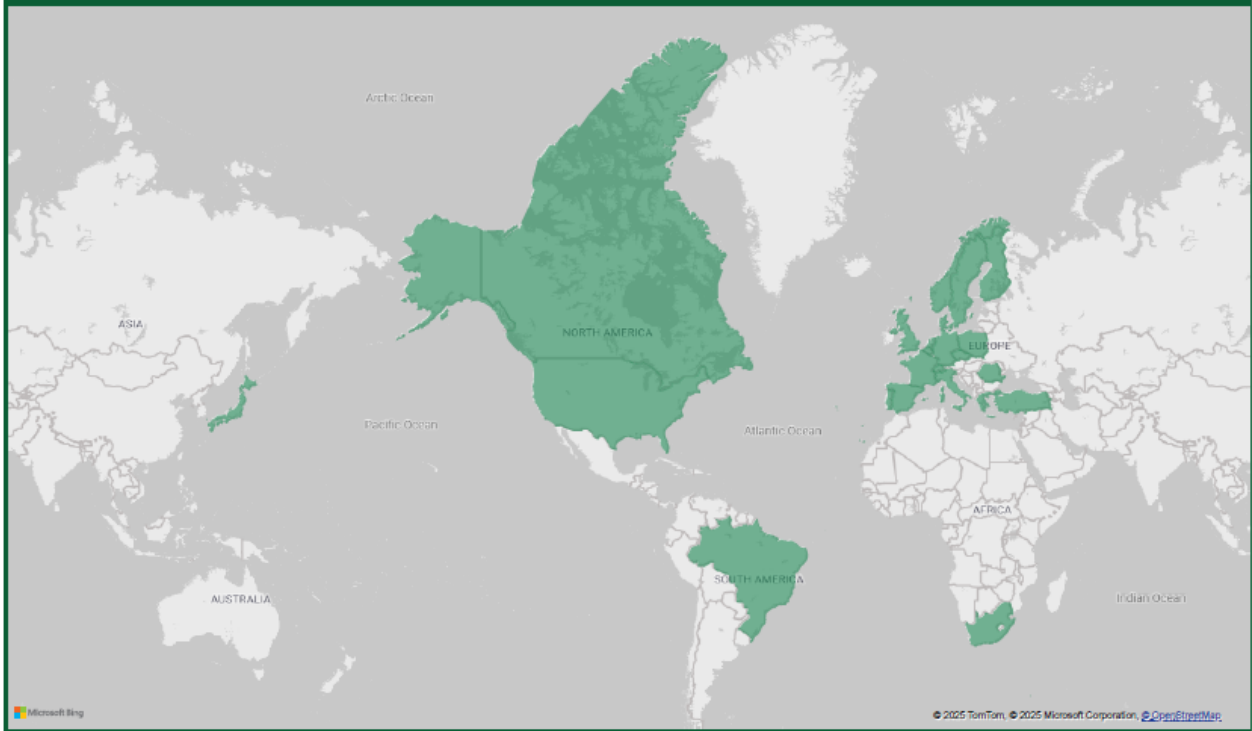 Arctic Ocean
ASIA
NORTH AMERICA
EUROPE
Pacific Ocean
Atlantic Ocean
AFRICA
SOUTH AMERICA
AUSTRALIA
Indian Ocean
Microsoft Bing
© 2025 TomTom, © 2025 Microsoft Corporation, © OpenStreetMap